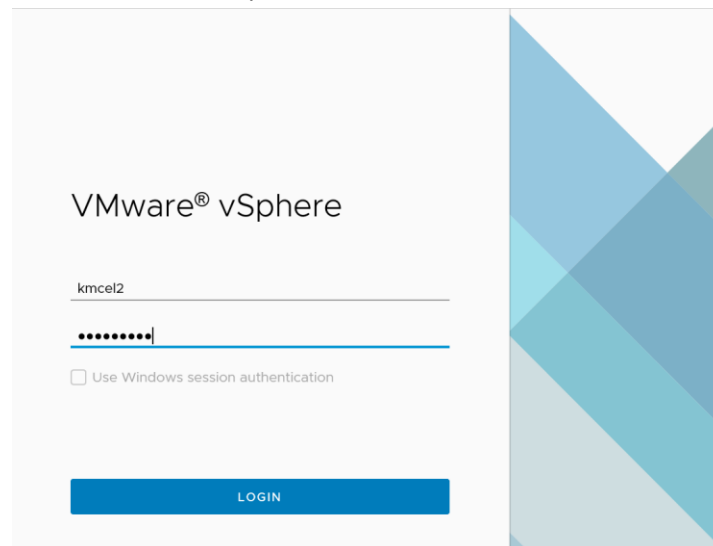 VMware® vSphere
kmcel2
•••••••••
Use Windows session authentication
LOGIN